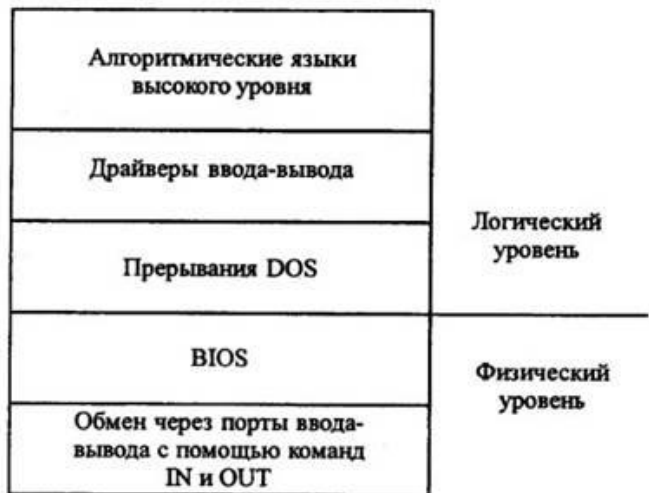 Алгоритмические языки
высокого уровня
Драйверы ввода-вывода
Прерывания DOS
Логический
уровень
BIOS
Физический
уровень
Обмен через порты ввода-
вывода с помощью команд
IN и OUT